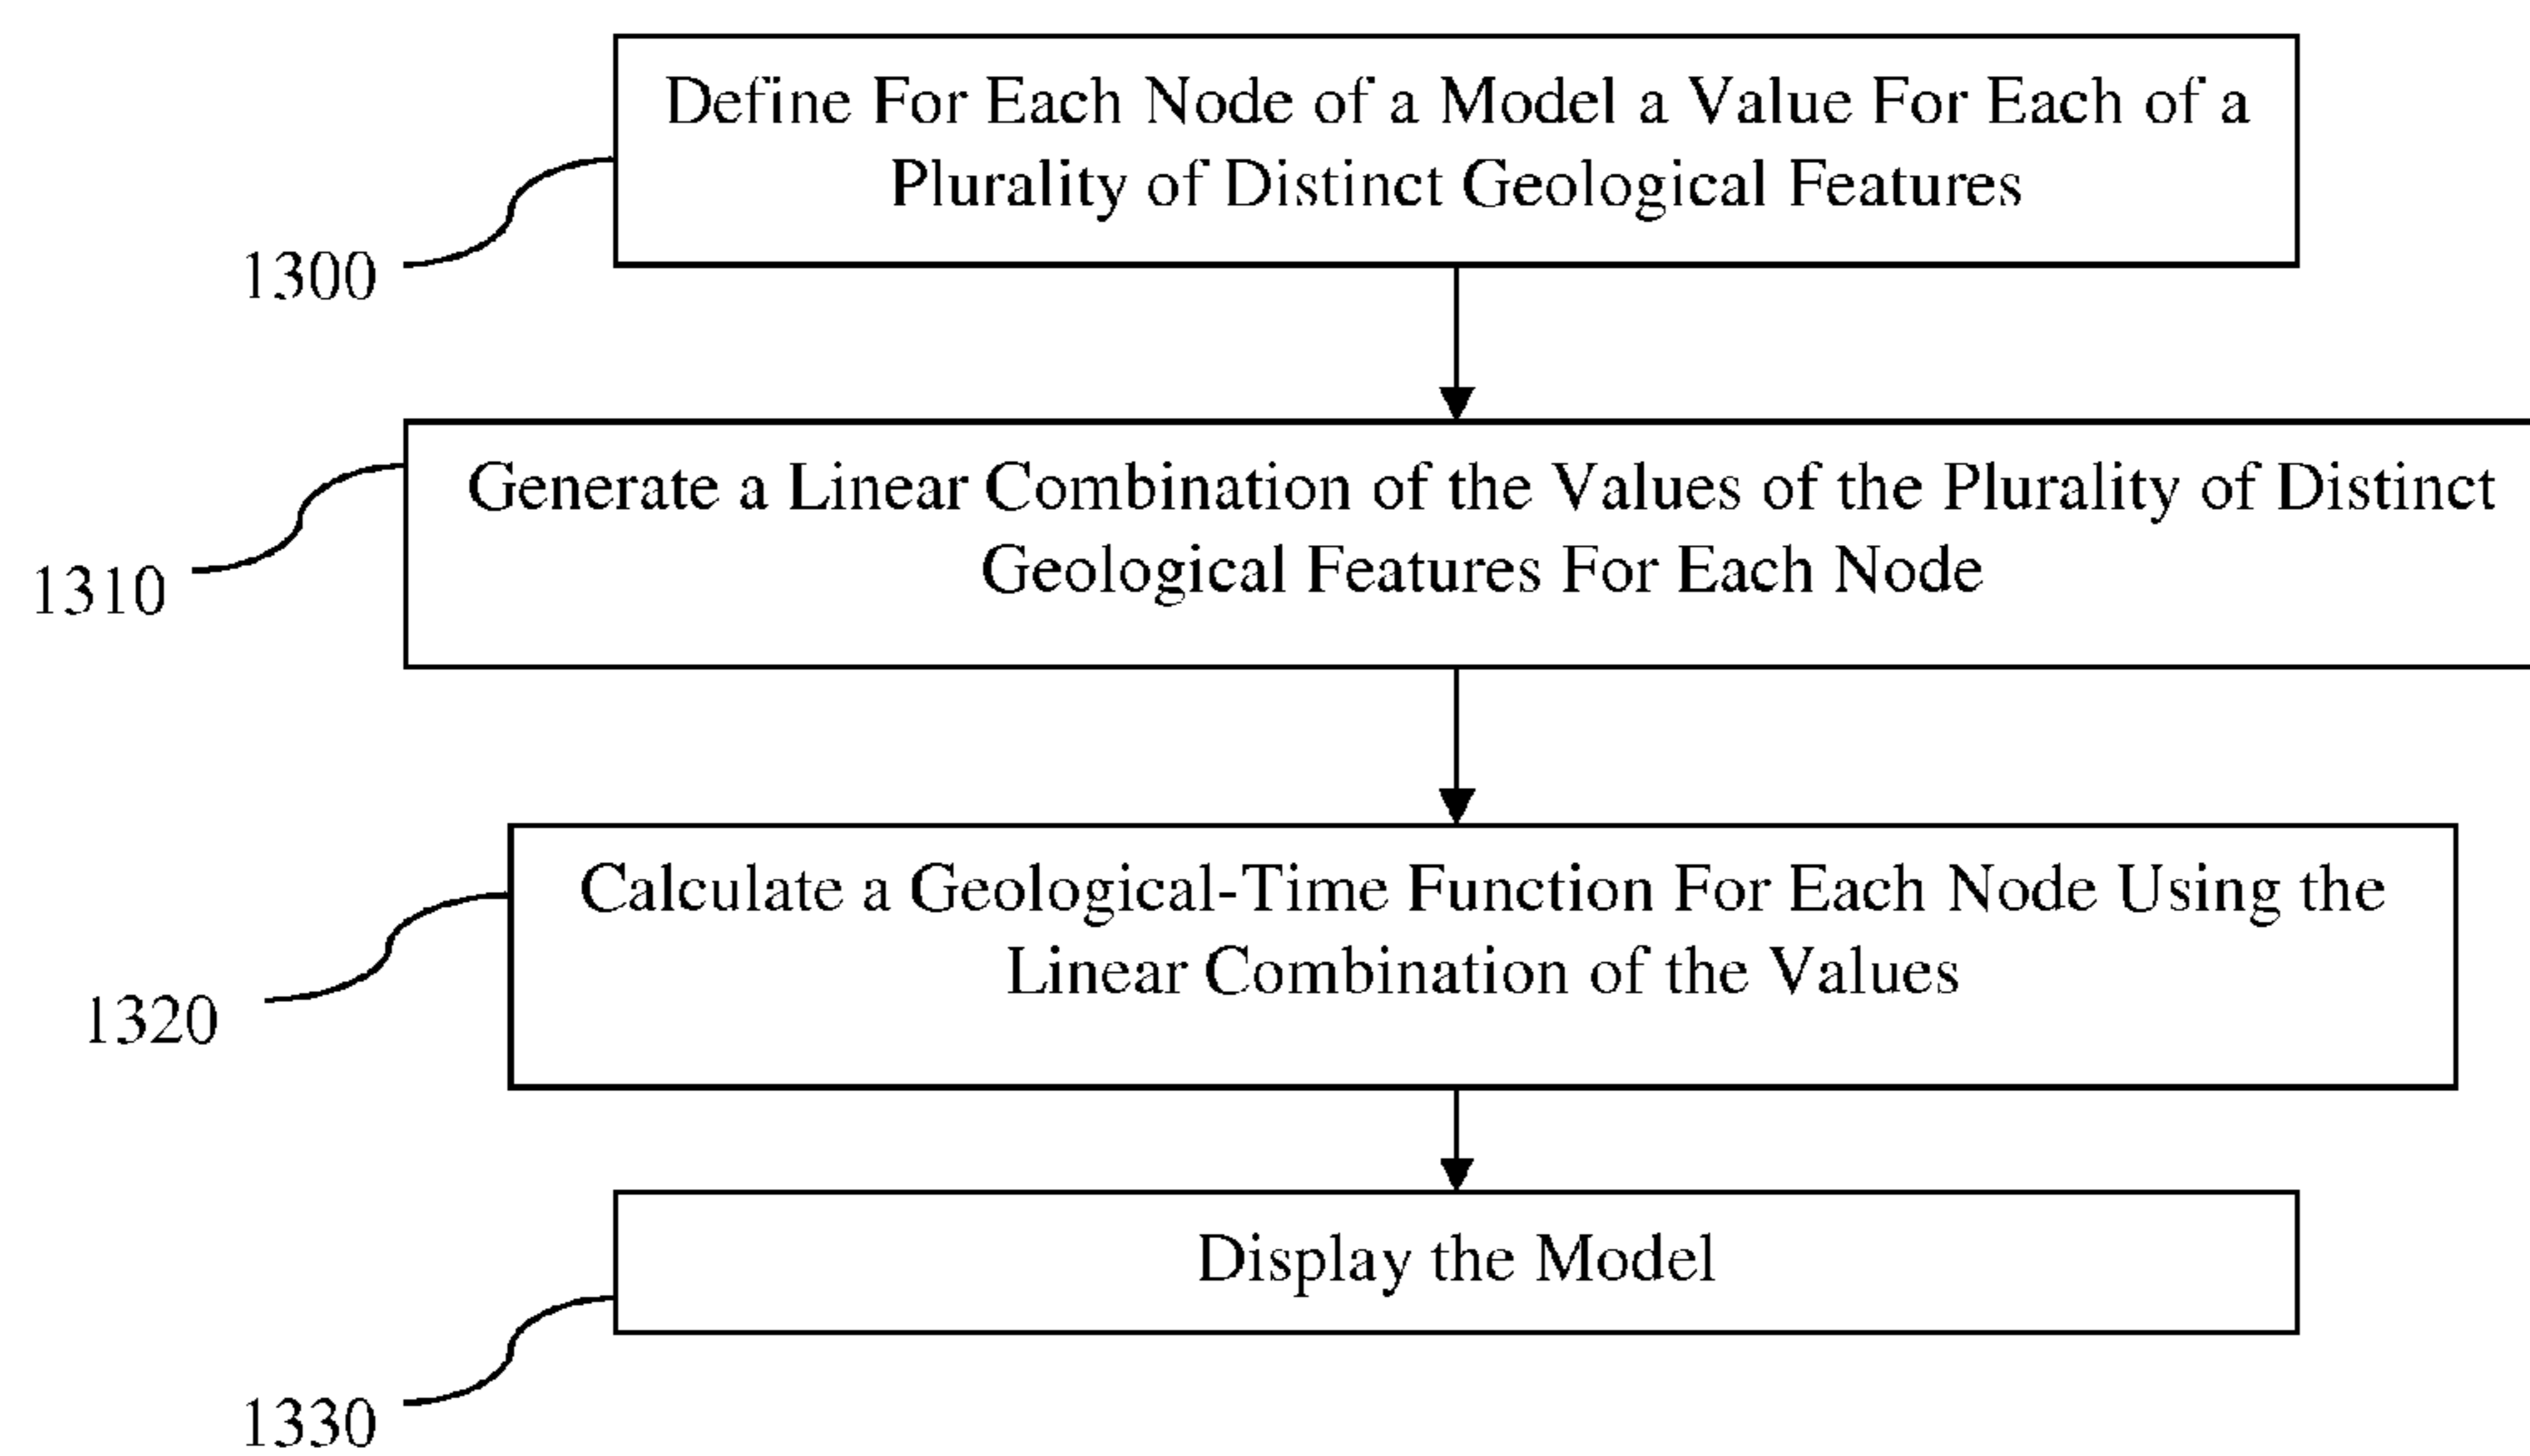 Define For Each Node of a Model a Value For Each of a
Plurality of Distinct Geological Features
1300
Generate a Linear Combination of the Values of the Plurality of Distinct
Geological Features For Each Node
1310
Calculate a Geological-Time Function For Each Node Using the
Linear Combination of the Values
1320
Display the Model
1330